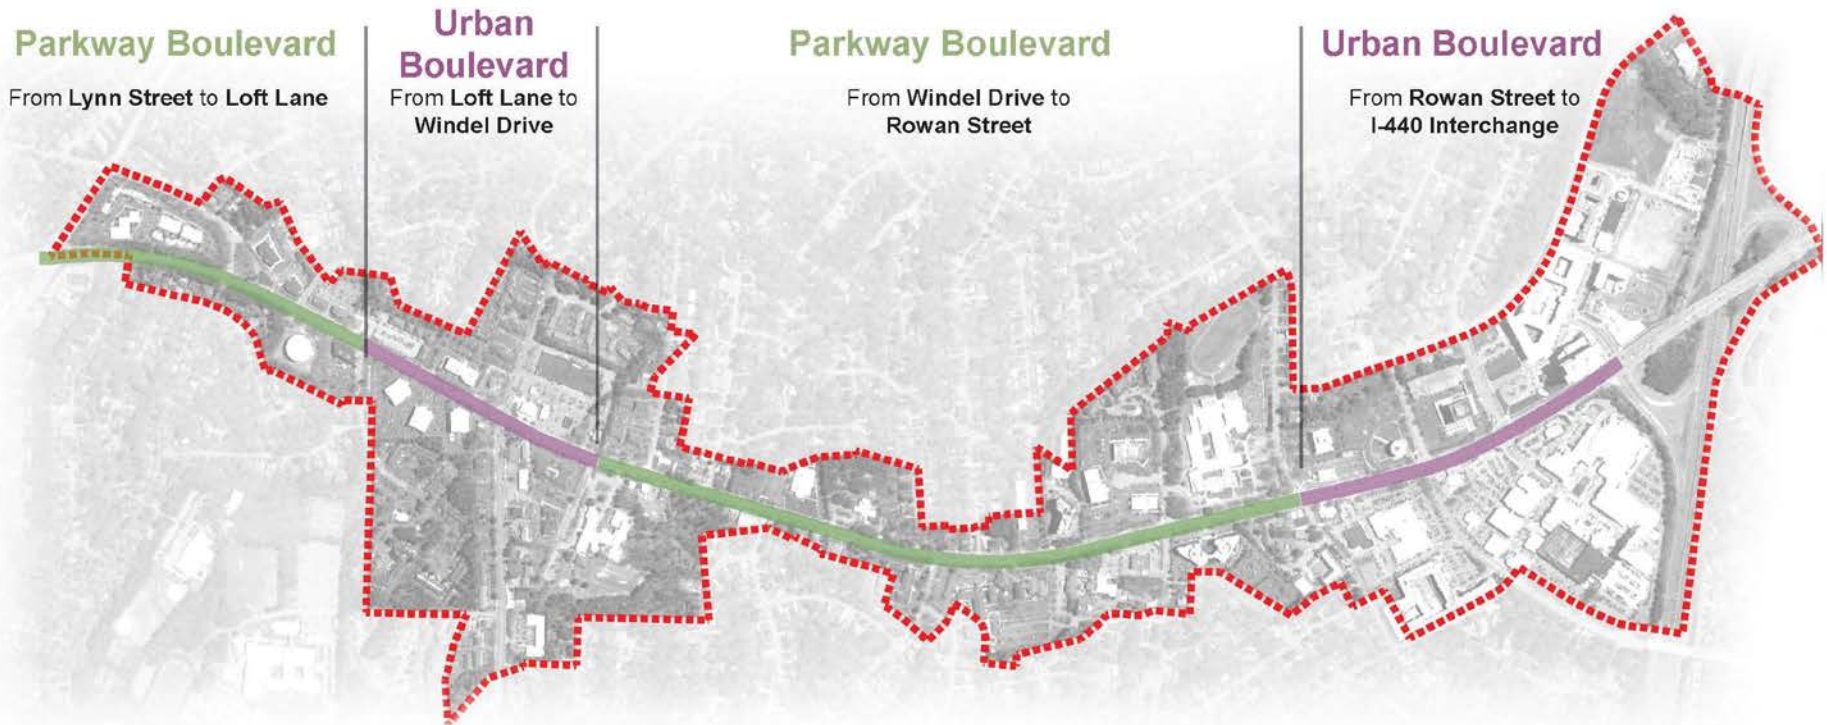 Parkway Boulevard
From Lynn Street to Loft Lane
Urban
Boulevard
From Loft Lane to
Windel Drive
Parkway Boulevard
From Windel Drive to
Rowan Street
Urban Boulevard
From Rowan Street to
I-440 Interchange